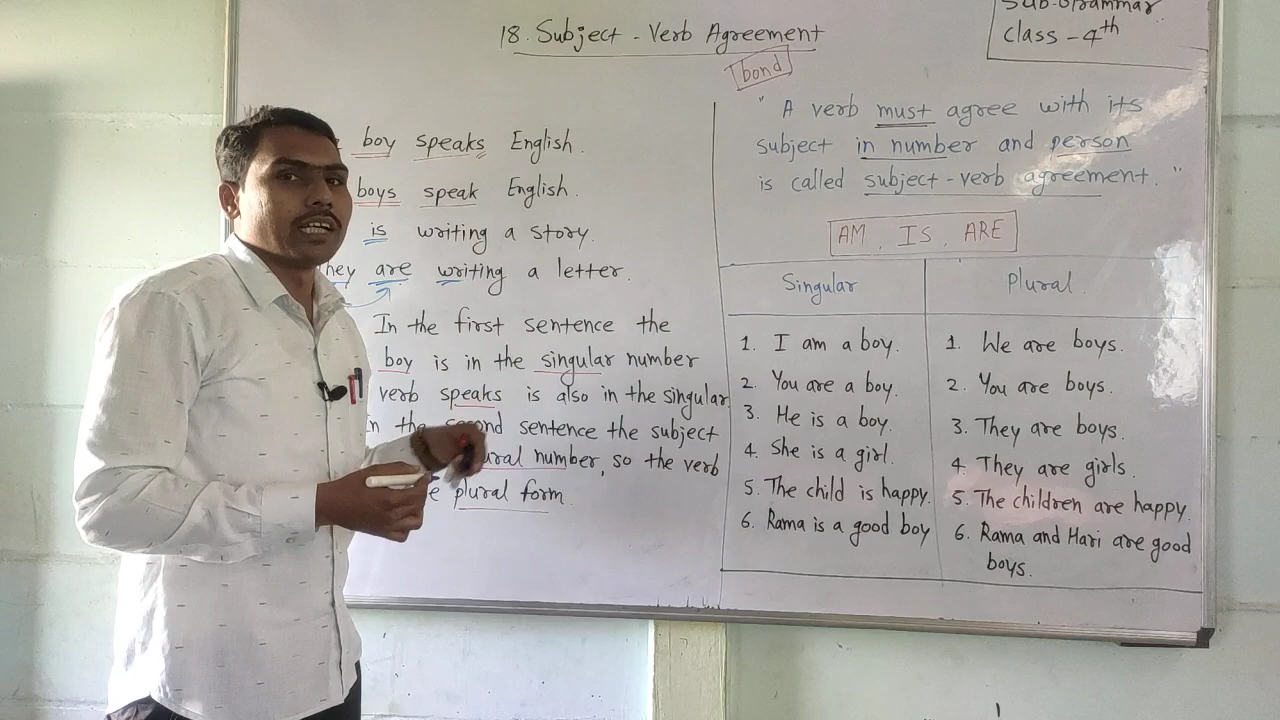 Sub-Grammar
Class - 4th
18. Subject - Verb Agreement
bond
boy speaks English.
boys speak English.
is writing a story.
hey are writing a letter.
In the first sentence the
boy is in the singular number
verb speaks is also in the singular
n the second sentence the subject
ural number, so the verb
e plural form.
" A verb must agree with its
subject in number and person
is called subject-verb agreement. "
AM, IS, ARE
Singular
1. I am a boy.
2. You are a boy.
3. He is a boy.
4. She is a girl.
5. The child is happy.
6. Rama is a good boy
Plural
1. We are boys.
2. You are boys.
3. They are boys.
4. They are girls.
5. The children are happy.
6. Rama and Hari are good
boys.